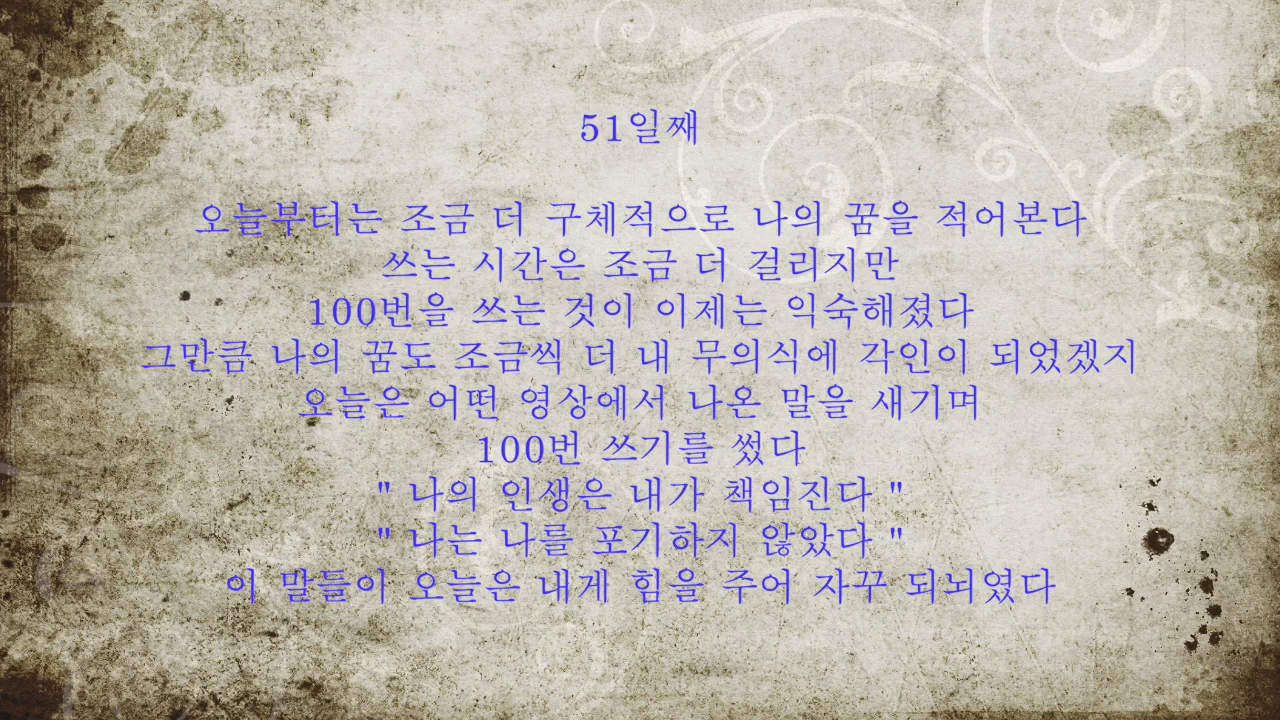 51일째
오늘부터는 조금 더 구체적으로 나의 꿈을 적어본다
쓰는 시간은 조금 더 걸리지만
100번을 쓰는 것이 이제는 익숙해졌다
그만큼 나의 꿈도 조금씩 더 내 무의식에 각인이 되었겠지
오늘은 어떤 영상에서 나온 말을 새기며
100번 쓰기를 썼다
" 나의 인생은 내가 책임진다 "
" 나는 나를 포기하지 않았다 "
이 말들이 오늘은 내게 힘을 주어 자꾸 되뇌였다